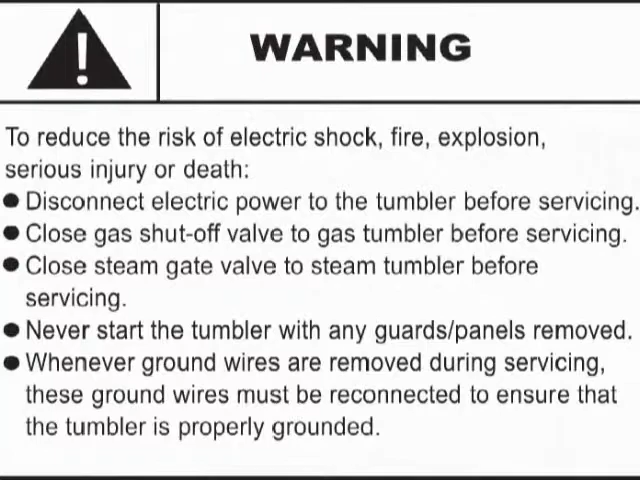 WARNING
To reduce the risk of electric shock, fire, explosion,
serious injury or death:
● Disconnect electric power to the tumbler before servicing.
● Close gas shut-off valve to gas tumbler before servicing.
● Close steam gate valve to steam tumbler before
servicing.
● Never start the tumbler with any guards/panels removed.
● Whenever ground wires are removed during servicing,
these ground wires must be reconnected to ensure that
the tumbler is properly grounded.